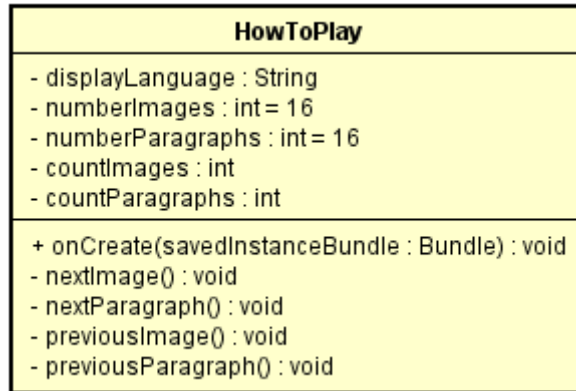 HowToPlay
- displayLanguage : String
- numberImages : int = 16
- numberParagraphs : int = 16
- countImages : int
- countParagraphs : int
+ onCreate(savedInstanceBundle : Bundle) : void
- nextImage() : void
- nextParagraph() : void
- previousImage() : void
- previousParagraph() : void